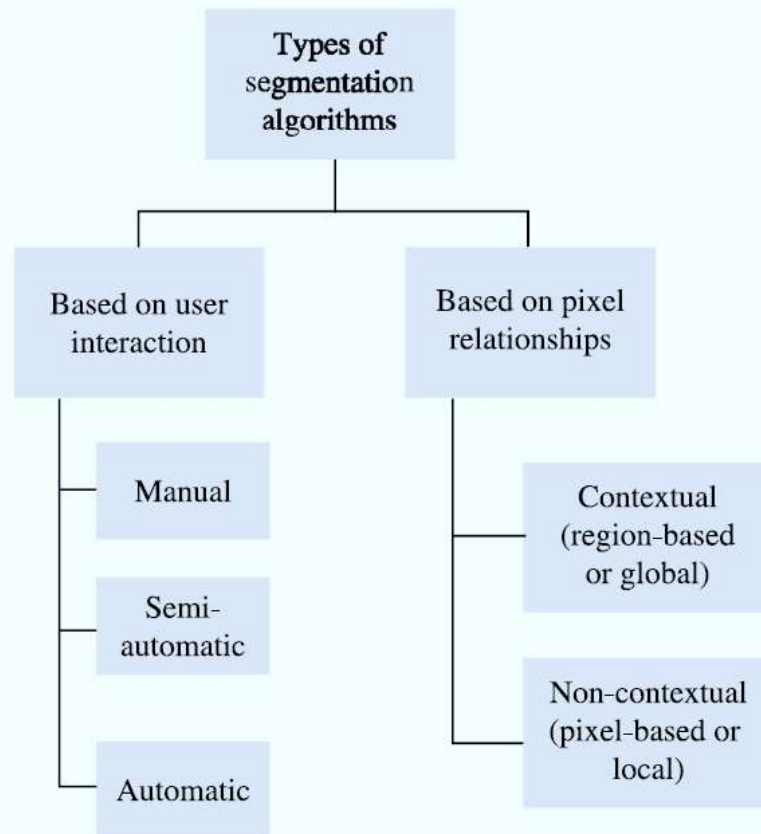 Types of
segmentation
algorithms
Based on user
interaction
Based on pixel
relationships
Manual
Semi-
automatic
Automatic
Contextual
(region-based
or global)
Non-contextual
(pixel-based or
local)